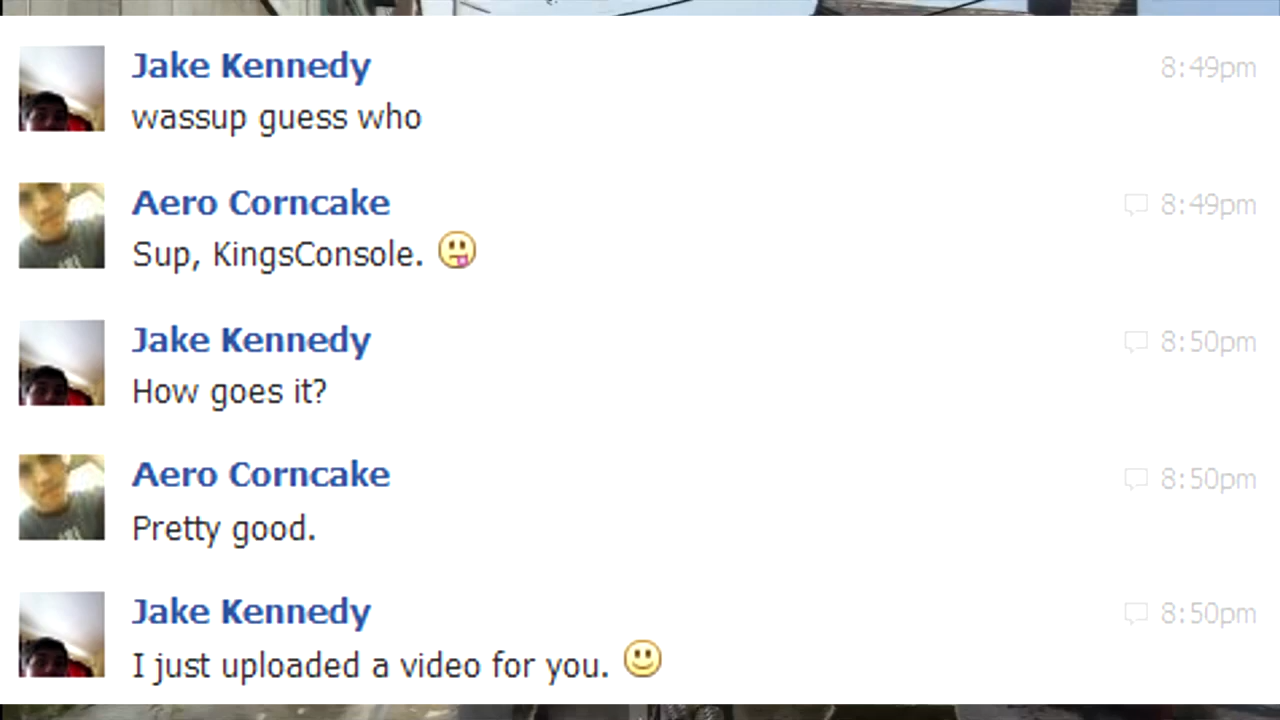 Jake Kennedy 8:49pm
wassup guess who
Aero Corncake 8:49pm
Sup, KingsConsole.
Jake Kennedy 8:50pm
How goes it?
Aero Corncake 8:50pm
Pretty good.
Jake Kennedy 8:50pm
I just uploaded a video for you.